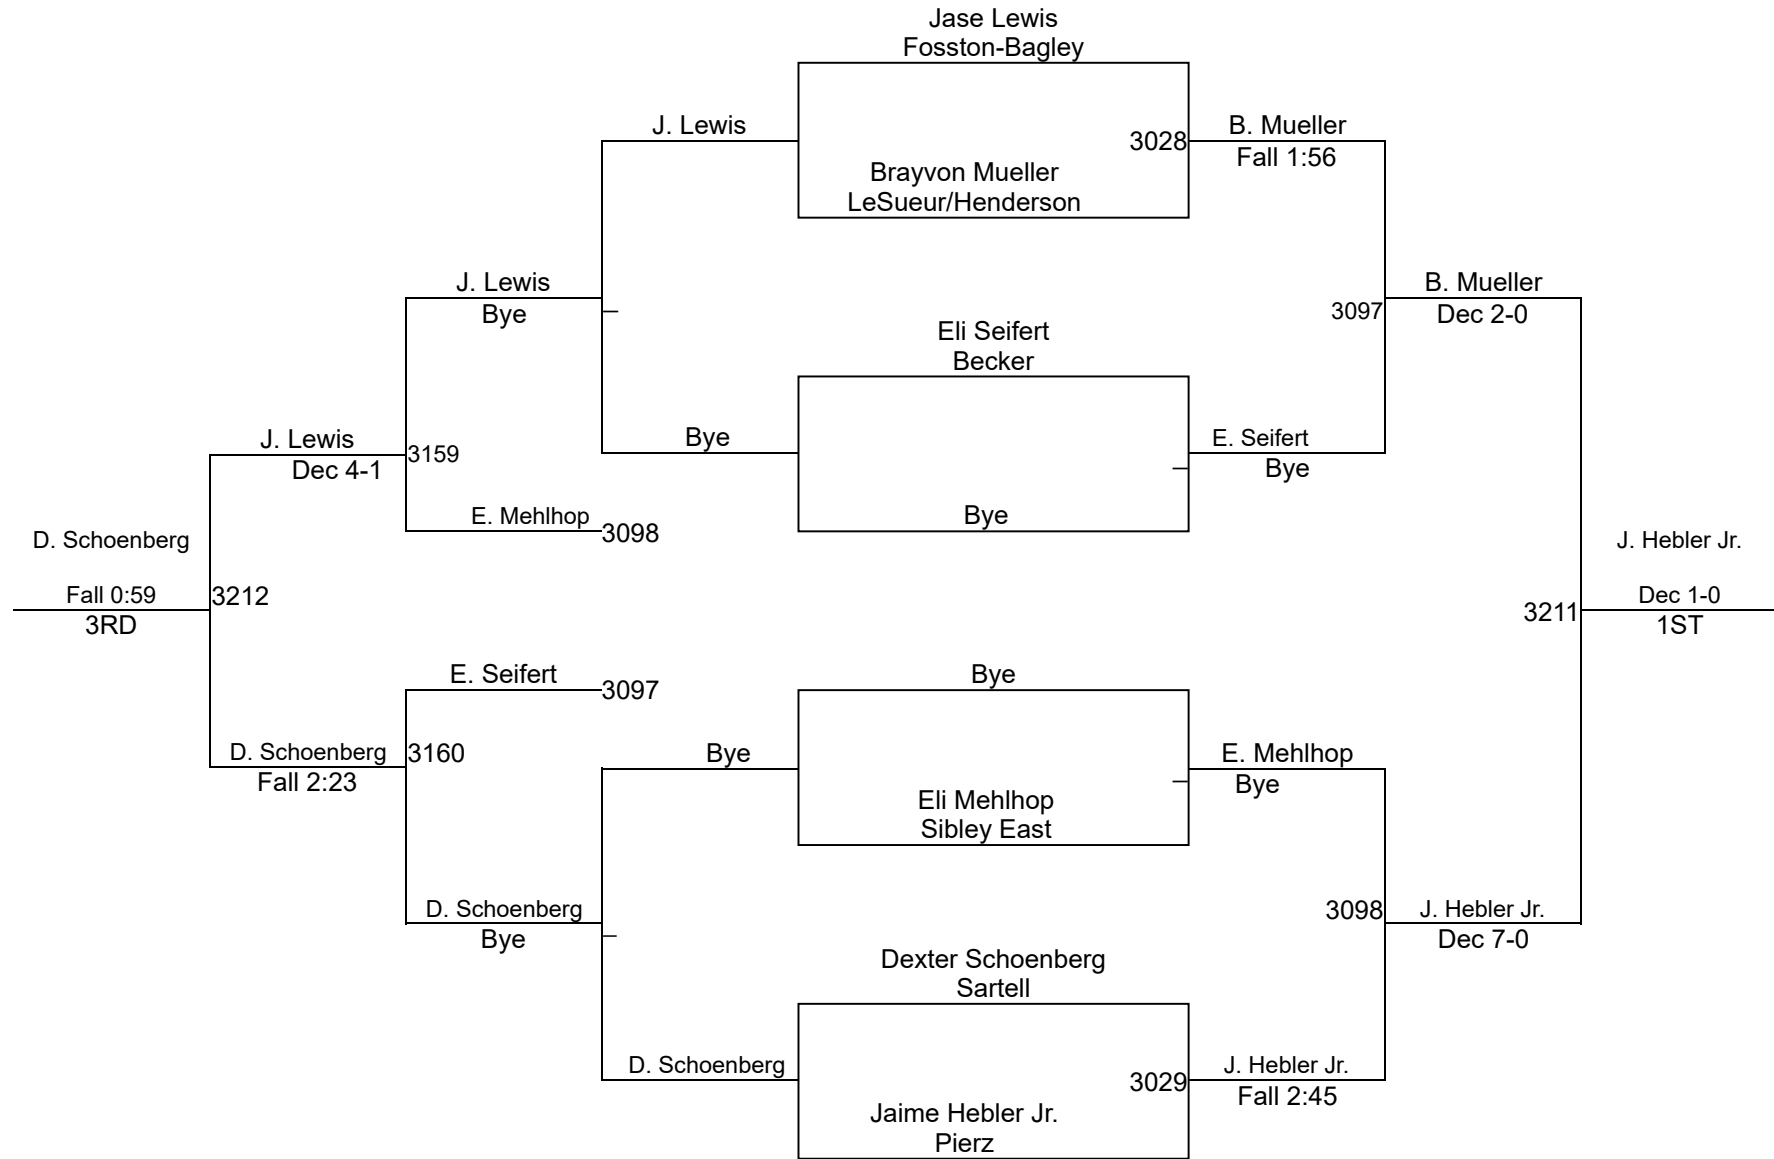 Jase Lewis
Fosston-Bagley
J. Lewis
3028
B. Mueller
Fall 1:56
Brayvon Mueller
LeSueur/Henderson
J. Lewis
Bye
3097
B. Mueller
Dec 2-0
Eli Seifert
Becker
J. Lewis
Dec 4-1
3159
Bye
E. Seifert
Bye
E. Mehlhop
3098
Bye
D. Schoenberg
Fall 0:59
3RD
3212
J. Hebler Jr.
3211
Dec 1-0
1ST
E. Seifert
3097
Bye
D. Schoenberg
Fall 2:23
3160
Bye
E. Mehlhop
Bye
Eli Mehlhop
Sibley East
D. Schoenberg
Bye
3098
J. Hebler Jr.
Dec 7-0
Dexter Schoenberg
Sartell
D. Schoenberg
3029
J. Hebler Jr.
Fall 2:45
Jaime Hebler Jr.
Pierz